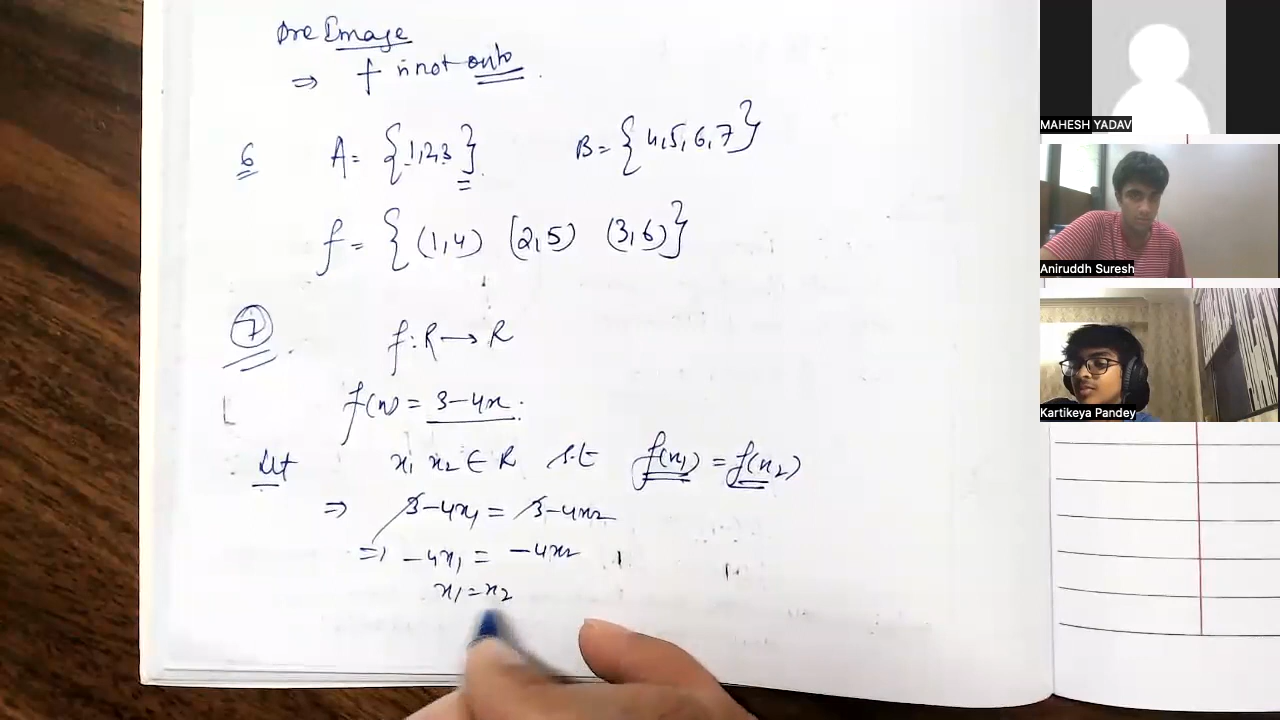 pre Image
⇒ f is not onto.
6 A = {1,2,3}. B = {4,5,6,7}
f = {(1,4) (2,5) (3,6)}
7 f: R → R
f(x) = 3-4x.
Let x1 x2 ∈ R s.t f(x1) = f(x2)
⇒ 3-4x1 = 3-4x2
⇒ -4x1 = -4x2
x1 = x2
MAHESH YADAV
Aniruddh Suresh
Kartikeya Pandey